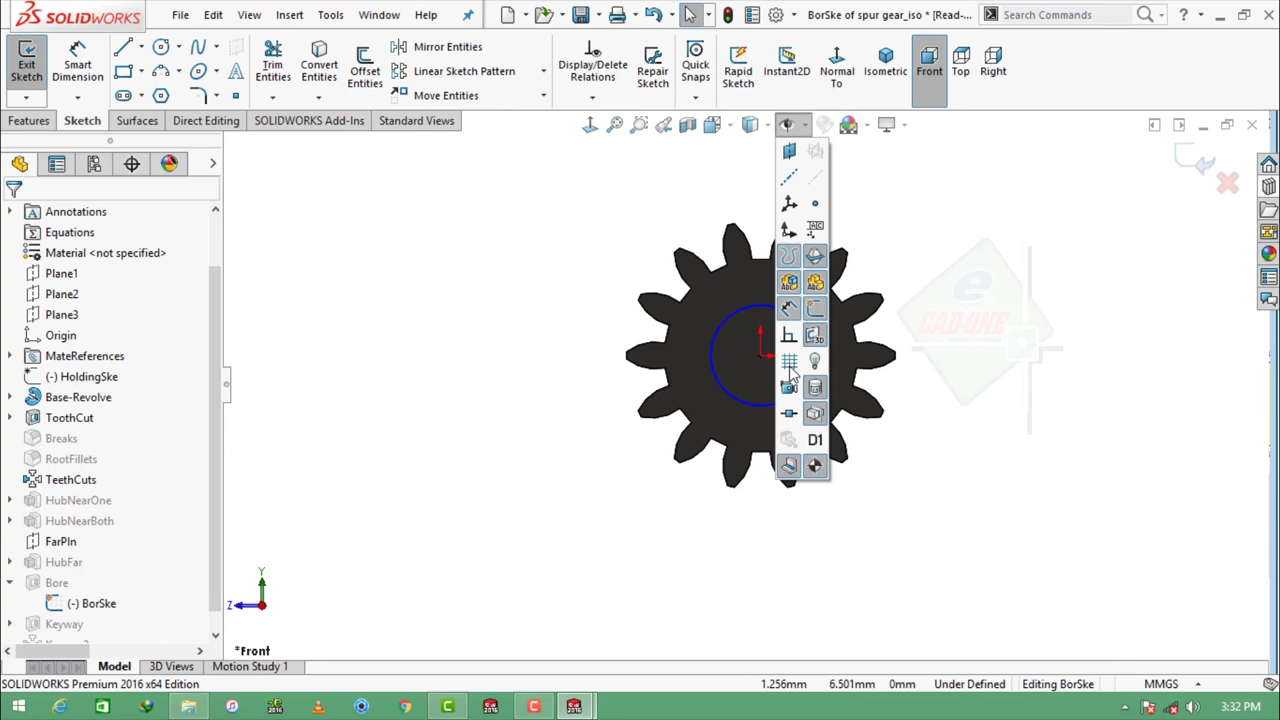 SOLIDWORKS File Edit View Insert Tools Window Help BorSke of spur gear_iso * [Read-... Search Commands ?
Exit Sketch Smart Dimension Trim Entities Convert Entities Offset Entities Mirror Entities Linear Sketch Pattern Move Entities Display/Delete Relations Repair Sketch Quick Snaps Rapid Sketch Instant2D Normal To Isometric Front Top Right
Features Sketch Surfaces Direct Editing SOLIDWORKS Add-Ins Standard Views
Annotations
Equations
Material <not specified>
Plane1
Plane2
Plane3
Origin
MateReferences
(-) HoldingSke
Base-Revolve
ToothCut
Breaks
RootFillets
TeethCuts
HubNearOne
HubNearBoth
FarPln
HubFar
Bore
(-) BorSke
Keyway
D1
e
CAD-ONE
Y
Z
*Front
Model 3D Views Motion Study 1
SOLIDWORKS Premium 2016 x64 Edition 1.256mm 6.501mm 0mm Under Defined Editing BorSke MMGS
3:32 PM